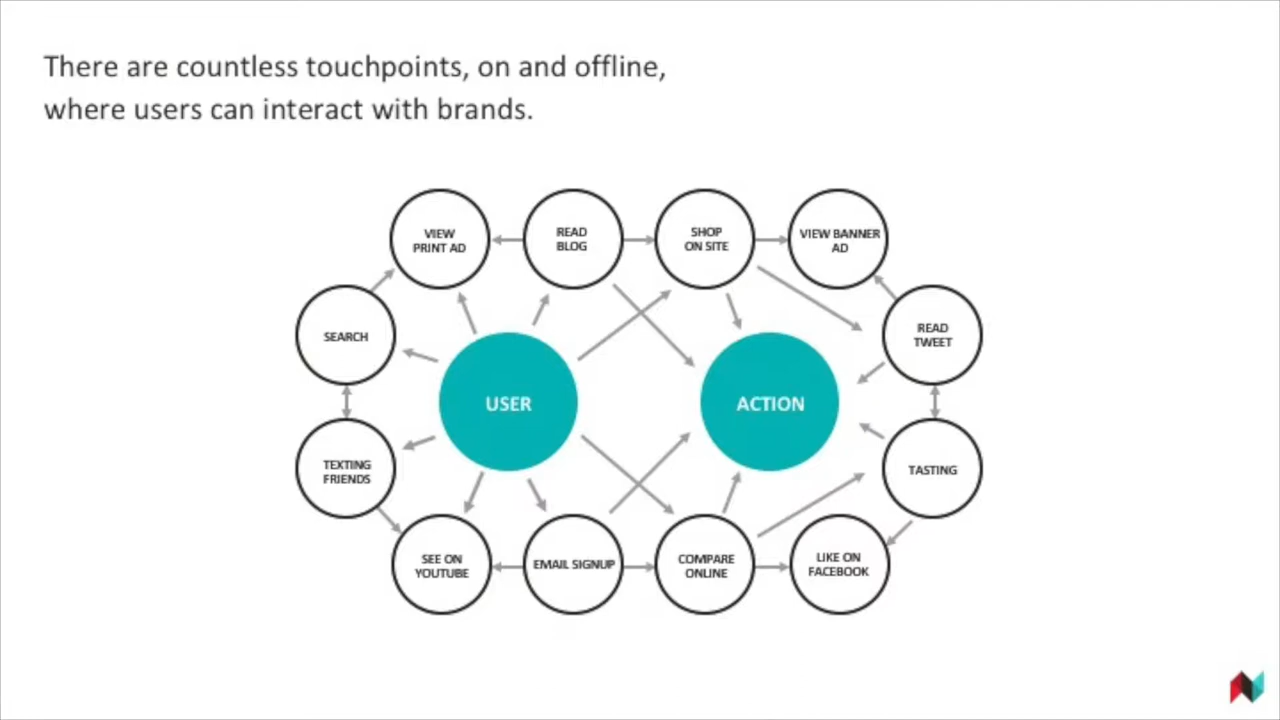 There are countless touchpoints, on and offline,
where users can interact with brands.
VIEW
PRINT AD
READ
BLOG
SHOP
ON SITE
VIEW BANNER
AD
SEARCH
READ
TWEET
USER
ACTION
TEXTING
FRIENDS
TASTING
SEE ON
YOUTUBE
EMAIL SIGNUP
COMPARE
ONLINE
LIKE ON
FACEBOOK